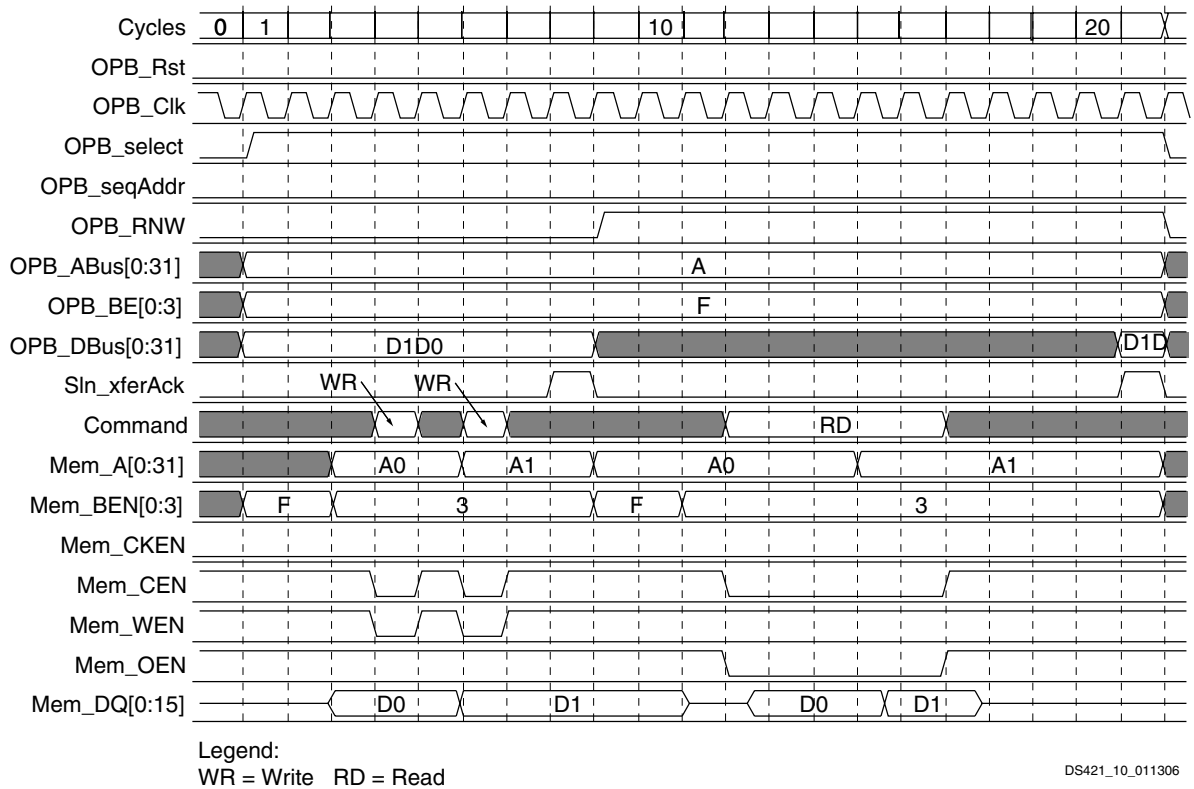 Cycles 0 1 10 20
OPB_Rst
OPB_Clk
OPB_select
OPB_seqAddr
OPB_RNW
OPB_ABus[0:31] A
OPB_BE[0:3] F
OPB_DBus[0:31] D1D0 D1D
Sln_xferAck WR WR
Command RD
Mem_A[0:31] A0 A1 A0 A1
Mem_BEN[0:3] F 3 F 3
Mem_CKEN
Mem_CEN
Mem_WEN
Mem_OEN
Mem_DQ[0:15] D0 D1 D0 D1
Legend:
WR = Write RD = Read
DS421_10_011306